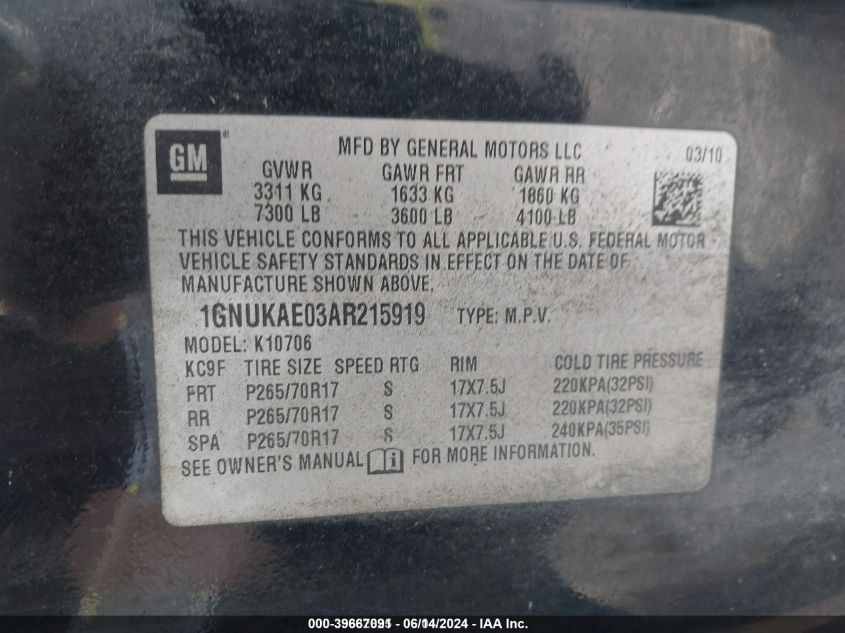 GM
MFD BY GENERAL MOTORS LLC 03/10
GVWR GAWR FRT GAWR RR
3311 KG 1633 KG 1860 KG
7300 LB 3600 LB 4100 LB
THIS VEHICLE CONFORMS TO ALL APPLICABLE U.S. FEDERAL MOTOR
VEHICLE SAFETY STANDARDS IN EFFECT ON THE DATE OF
MANUFACTURE SHOWN ABOVE.
1GNUKAE03AR215919 TYPE: M.P.V.
MODEL: K10706
KC9F TIRE SIZE SPEED RTG RIM COLD TIRE PRESSURE
FRT P265/70R17 S 17X7.5J 220KPA(32PSI)
RR P265/70R17 S 17X7.5J 220KPA(32PSI)
SPA P265/70R17 S 17X7.5J 240KPA(35PSI)
SEE OWNER'S MANUAL FOR MORE INFORMATION.
06/14/2024 - IAA Inc.